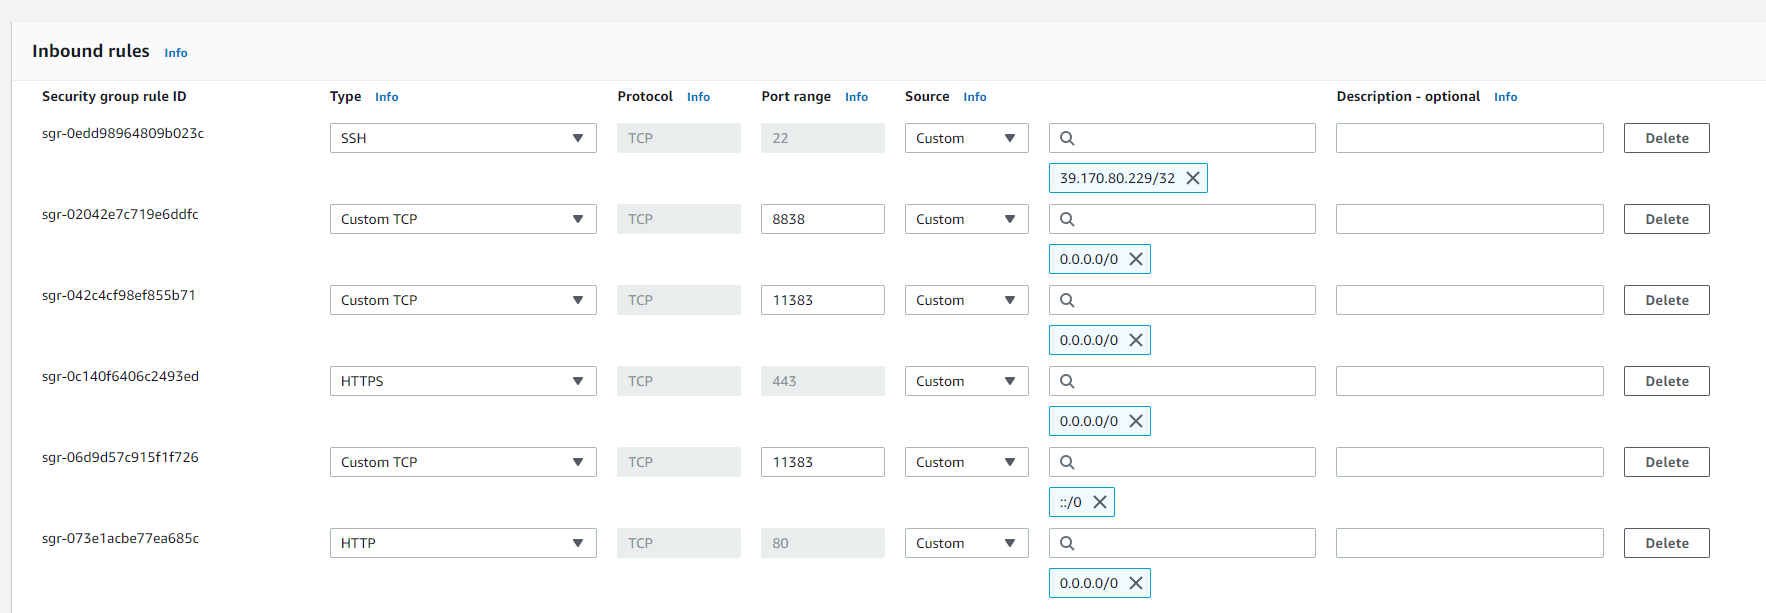 Inbound rules Info
Security group rule ID Type Info Protocol Info Port range Info Source Info Description - optional Info
sgr-0edd98964809b023c SSH TCP 22 Custom Delete
39.170.80.229/32
sgr-02042e7c719e6ddfc Custom TCP TCP 8838 Custom Delete
0.0.0.0/0
sgr-042c4cf98ef855b71 Custom TCP TCP 11383 Custom Delete
0.0.0.0/0
sgr-0c140f6406c2493ed HTTPS TCP 443 Custom Delete
0.0.0.0/0
sgr-06d9d57c915f1f726 Custom TCP TCP 11383 Custom Delete
::/0
sgr-073e1acbe77ea685c HTTP TCP 80 Custom Delete
0.0.0.0/0